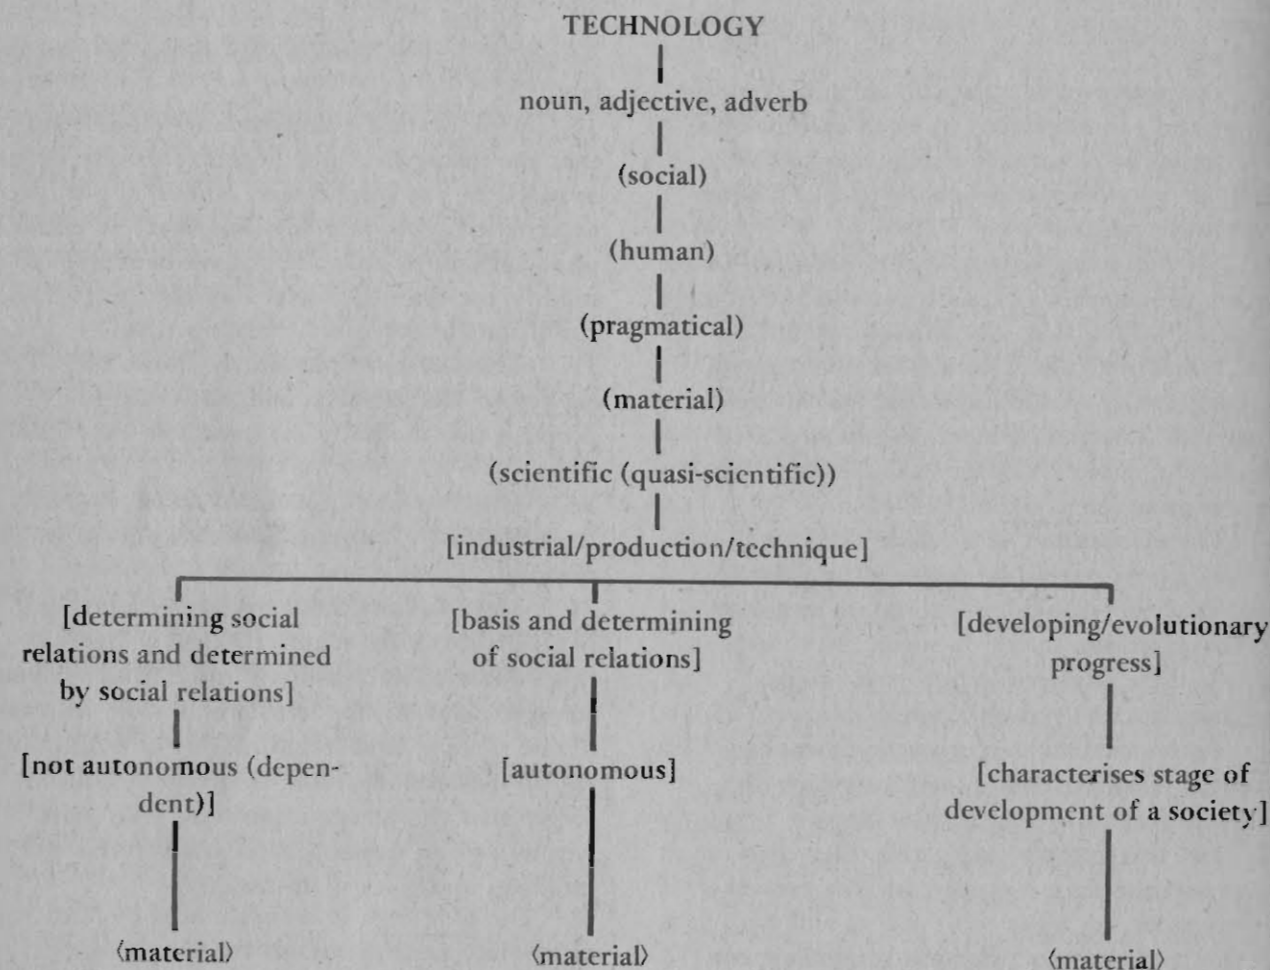 TECHNOLOGY
noun, adjective, adverb
(social)
(human)
(pragmatical)
(material)
(scientific (quasi-scientific))
[industrial/production/technique]
[determining social
relations and determined
by social relations]
[not autonomous (depen-
dent)]
⟨material⟩
[basis and determining
of social relations]
[autonomous]
⟨material⟩
[developing/evolutionary
progress]
[characterises stage of
development of a society]
⟨material⟩